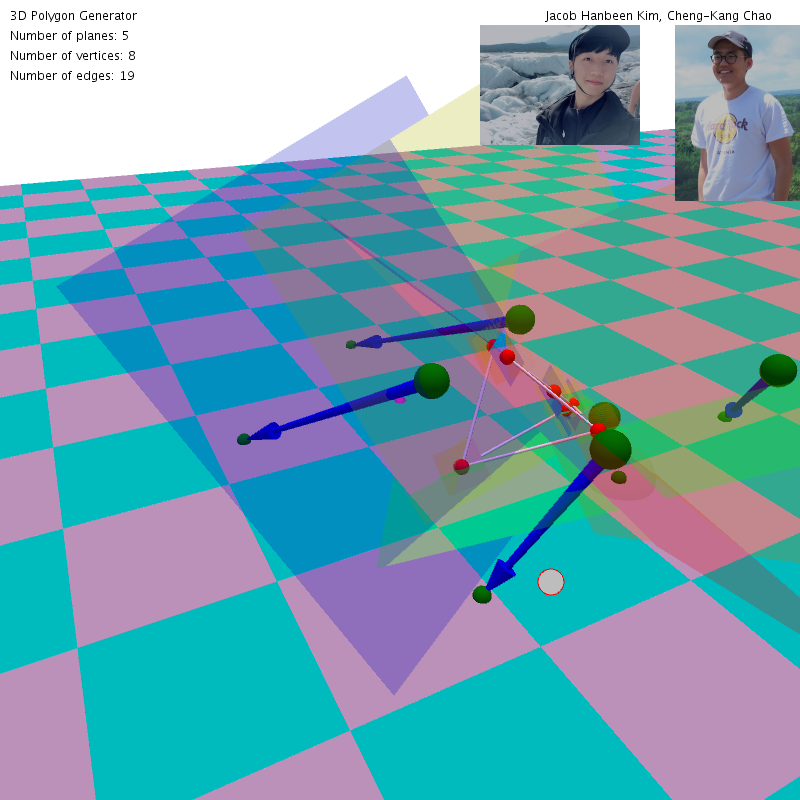 3D Polygon Generator
Jacob Hanbeen Kim, Cheng-Kang Chao
Number of planes: 5
Number of vertices: 8
Number of edges: 19